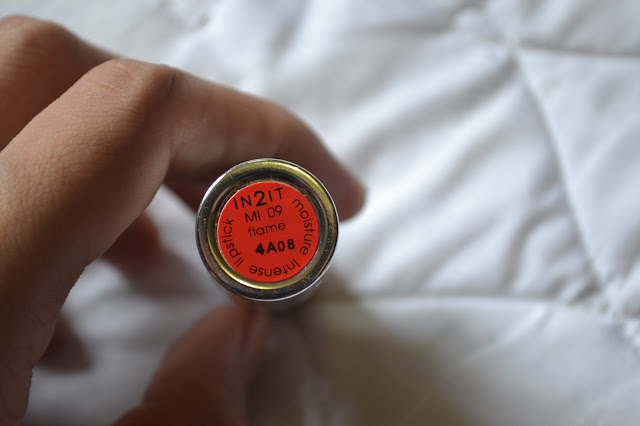 IN2IT
MI 09
flame
4A08
moisture intense lipstick